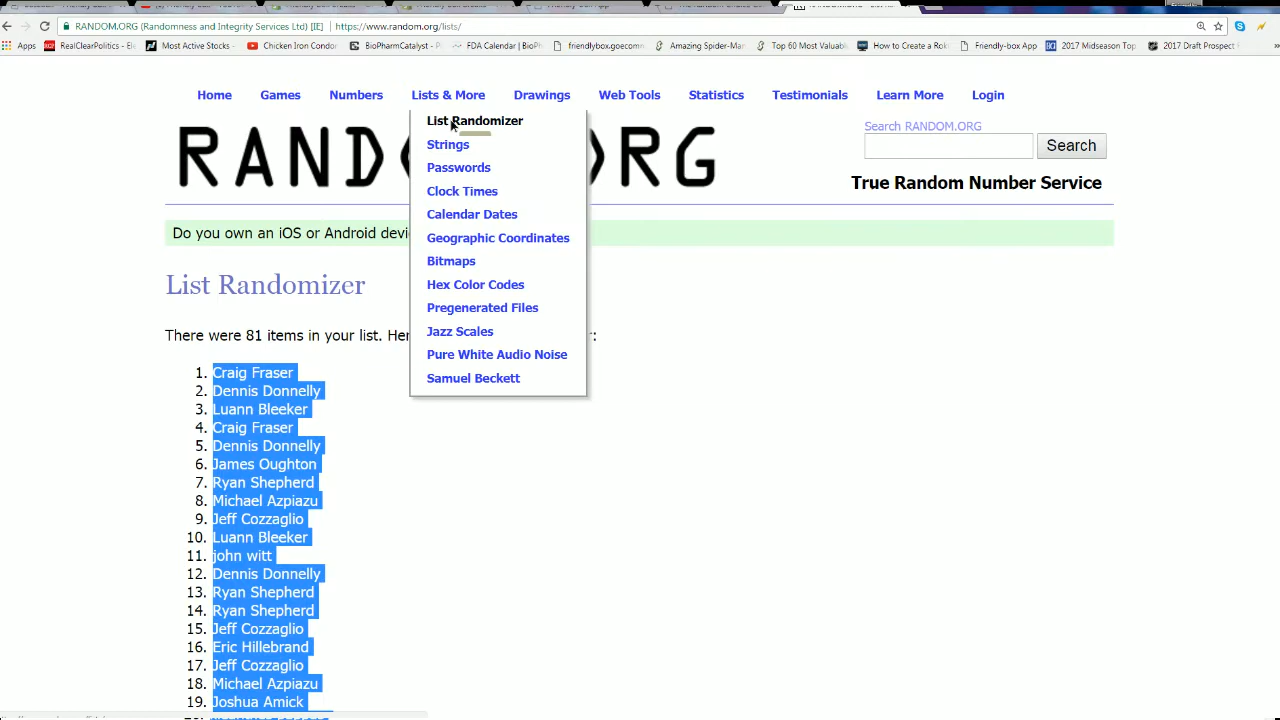 RANDOM.ORG (Randomness and Integrity Services Ltd) [IE] https://www.random.org/lists/
Apps RealClearPolitics - Ele Most Active Stocks - Chicken Iron Condor BioPharmCatalyst - P FDA Calendar | BioP friendlybox.goecomm Amazing Spider-Man Top 60 Most Valuabl How to Create a Rok Friendly-box App 2017 Midseason Top 2017 Draft Prospect
Home Games Numbers Lists & More Drawings Web Tools Statistics Testimonials Learn More Login
List Randomizer
Strings
Passwords
Clock Times
Calendar Dates
Geographic Coordinates
Bitmaps
Hex Color Codes
Pregenerated Files
Jazz Scales
Pure White Audio Noise
Samuel Beckett
RAND ORG
Search RANDOM.ORG
Search
True Random Number Service
Do you own an iOS or Android devi
List Randomizer
There were 81 items in your list. Her :
1. Craig Fraser
2. Dennis Donnelly
3. Luann Bleeker
4. Craig Fraser
5. Dennis Donnelly
6. James Oughton
7. Ryan Shepherd
8. Michael Azpiazu
9. Jeff Cozzaglio
10. Luann Bleeker
11. john witt
12. Dennis Donnelly
13. Ryan Shepherd
14. Ryan Shepherd
15. Jeff Cozzaglio
16. Eric Hillebrand
17. Jeff Cozzaglio
18. Michael Azpiazu
19. Joshua Amick